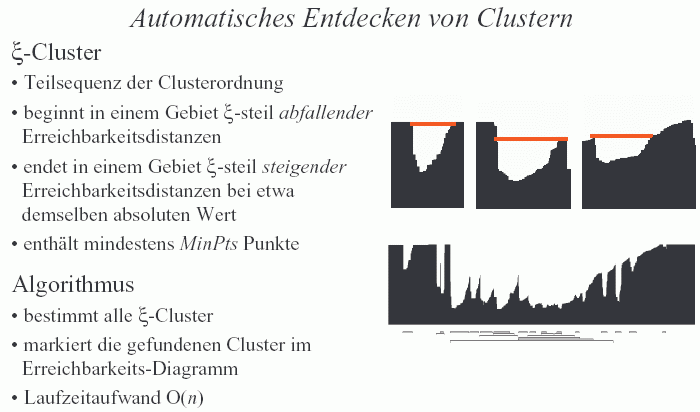 Automatisches Entdecken von Clustern
ξ-Cluster
• Teilsequenz der Clusterordnung
• beginnt in einem Gebiet ξ-steil abfallender
Erreichbarkeitsdistanzen
• endet in einem Gebiet ξ-steil steigender
Erreichbarkeitsdistanzen bei etwa
demselben absoluten Wert
• enthält mindestens MinPts Punkte
Algorithmus
• bestimmt alle ξ-Cluster
• markiert die gefundenen Cluster im
Erreichbarkeits-Diagramm
• Laufzeitaufwand O(n)